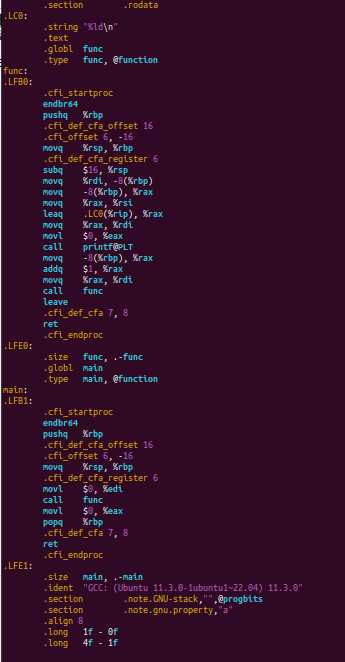 .section .rodata
.LC0:
.string "%ld\n"
.text
.globl func
.type func, @function
func:
.LFB0:
.cfi_startproc
endbr64
pushq %rbp
.cfi_def_cfa_offset 16
.cfi_offset 6, -16
movq %rsp, %rbp
.cfi_def_cfa_register 6
subq $16, %rsp
movq %rdi, -8(%rbp)
movq -8(%rbp), %rax
movq %rax, %rsi
leaq .LC0(%rip), %rax
movq %rax, %rdi
movl $0, %eax
call printf@PLT
movq -8(%rbp), %rax
addq $1, %rax
movq %rax, %rdi
call func
leave
.cfi_def_cfa 7, 8
ret
.cfi_endproc
.LFE0:
.size func, .-func
.globl main
.type main, @function
main:
.LFB1:
.cfi_startproc
endbr64
pushq %rbp
.cfi_def_cfa_offset 16
.cfi_offset 6, -16
movq %rsp, %rbp
.cfi_def_cfa_register 6
movl $0, %edi
call func
movl $0, %eax
popq %rbp
.cfi_def_cfa 7, 8
ret
.cfi_endproc
.LFE1:
.size main, .-main
.ident "GCC: (Ubuntu 11.3.0-1ubuntu1~22.04) 11.3.0"
.section .note.GNU-stack,"",@progbits
.section .note.gnu.property,"a"
.align 8
.long 1f - 0f
.long 4f - 1f